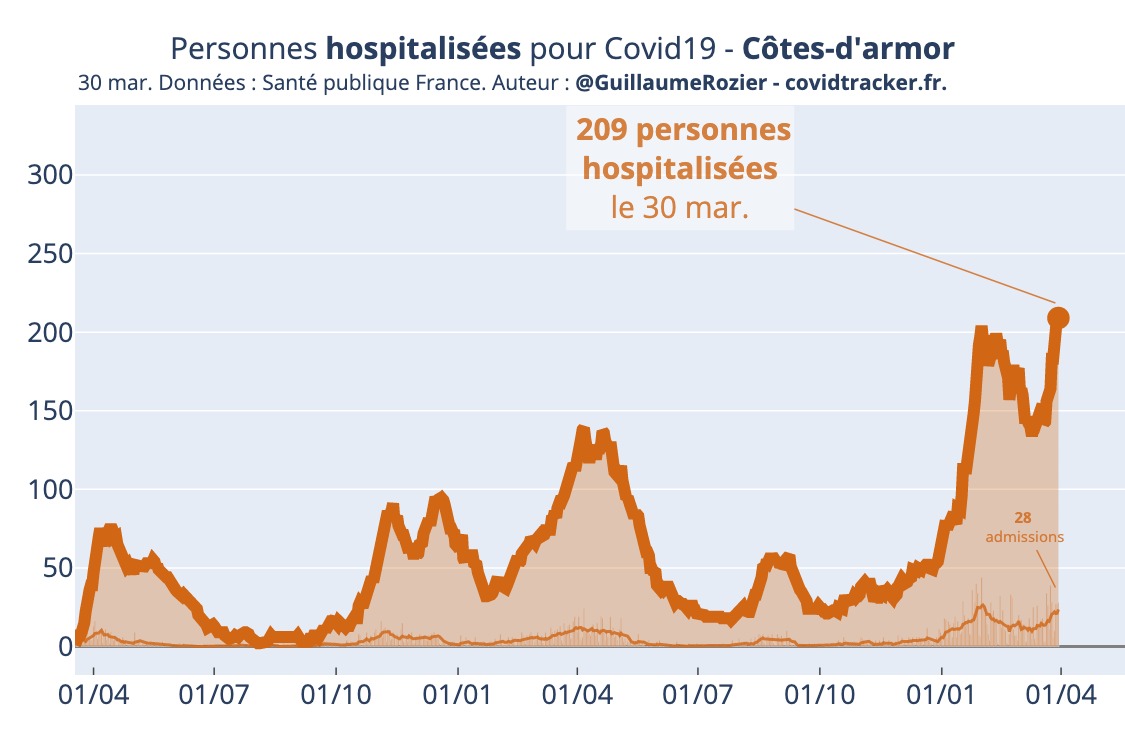 Personnes hospitalisées pour Covid19 - Côtes-d'armor
30 mar. Données : Santé publique France. Auteur : @GuillaumeRozier - covidtracker.fr.
209 personnes
hospitalisées
le 30 mar.
300
250
200
150
100
50
0
28
admissions
01/04 01/07 01/10 01/01 01/04 01/07 01/10 01/01 01/04